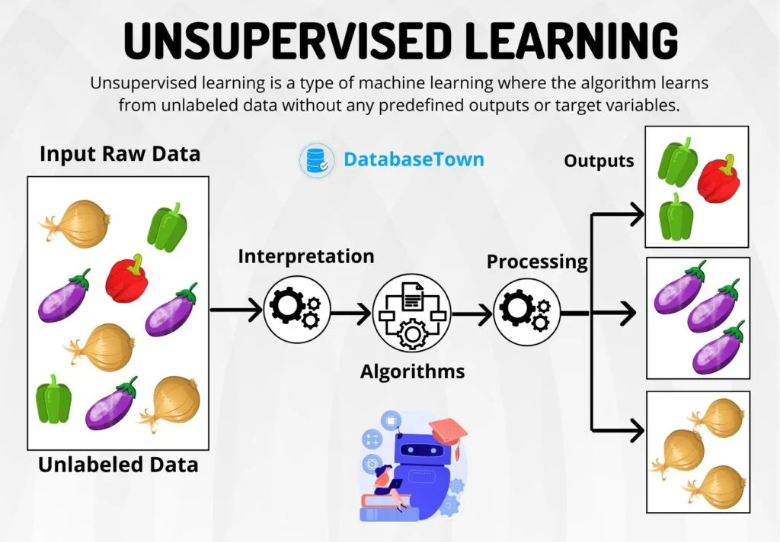 UNSUPERVISED LEARNING
Unsupervised learning is a type of machine learning where the algorithm learns
from unlabeled data without any predefined outputs or target variables.
Input Raw Data
DatabaseTown
Outputs
Interpretation
Processing
Algorithms
Unlabeled Data